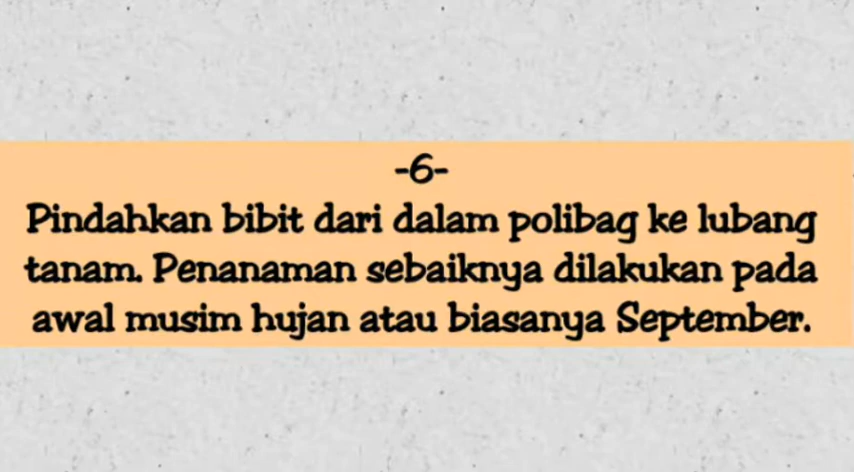 -6-
Pindahkan bibit dari dalam polibag ke lubang
tanam. Penanaman sebaiknya dilakukan pada
awal musim hujan atau biasanya September.